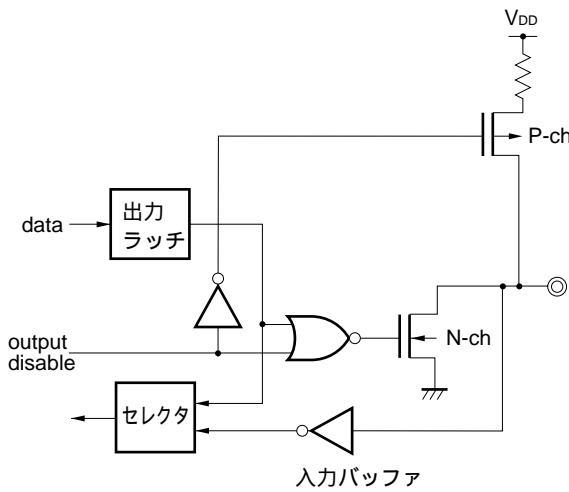 VDD
P-ch
出力
ラッチ
data
N-ch
output
disable
セレクタ
入力バッファ